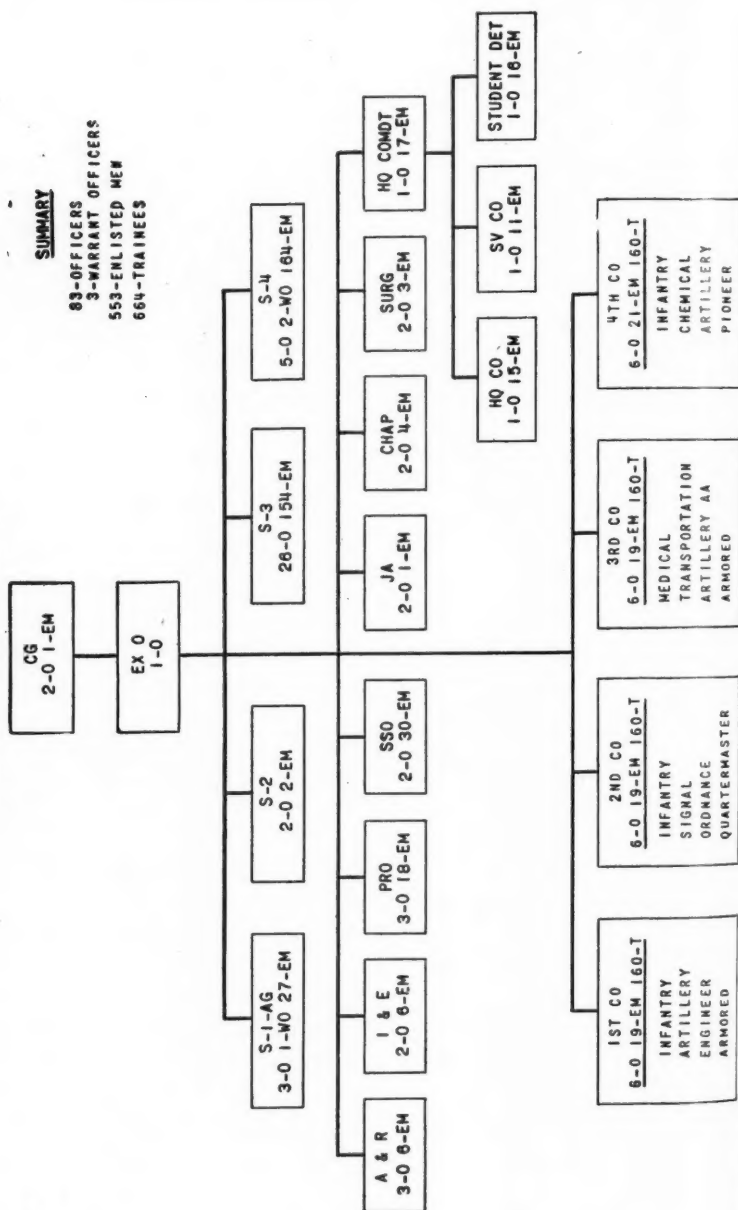 SUMMARY
83-OFFICERS
3-WARRANT OFFICERS
553-ENLISTED MEN
664-TRAINEES
CG
2-O 1-EM
EX O
1-O
S-1-AG
3-O 1-WO 27-EM
S-2
2-O 2-EM
S-3
26-O 154-EM
S-4
5-O 2-WO 164-EM
A & R
3-O 6-EM
I & E
2-O 6-EM
PRO
3-O 18-EM
SSO
2-O 30-EM
JA
2-O 1-EM
CHAP
2-O 4-EM
SURG
2-O 3-EM
HQ COMDT
1-O 17-EM
HQ CO
1-O 15-EM
SV CO
1-O 11-EM
STUDENT DET
1-O 16-EM
1ST CO
6-O 19-EM 160-T
INFANTRY
ARTILLERY
ENGINEER
ARMORED
2ND CO
6-O 19-EM 160-T
INFANTRY
SIGNAL
ORDNANCE
QUARTERMASTER
3RD CO
6-O 19-EM 160-T
MEDICAL
TRANSPORTATION
ARTILLERY AA
ARMORED
4TH CO
6-O 21-EM 160-T
INFANTRY
CHEMICAL
ARTILLERY
PIONEER